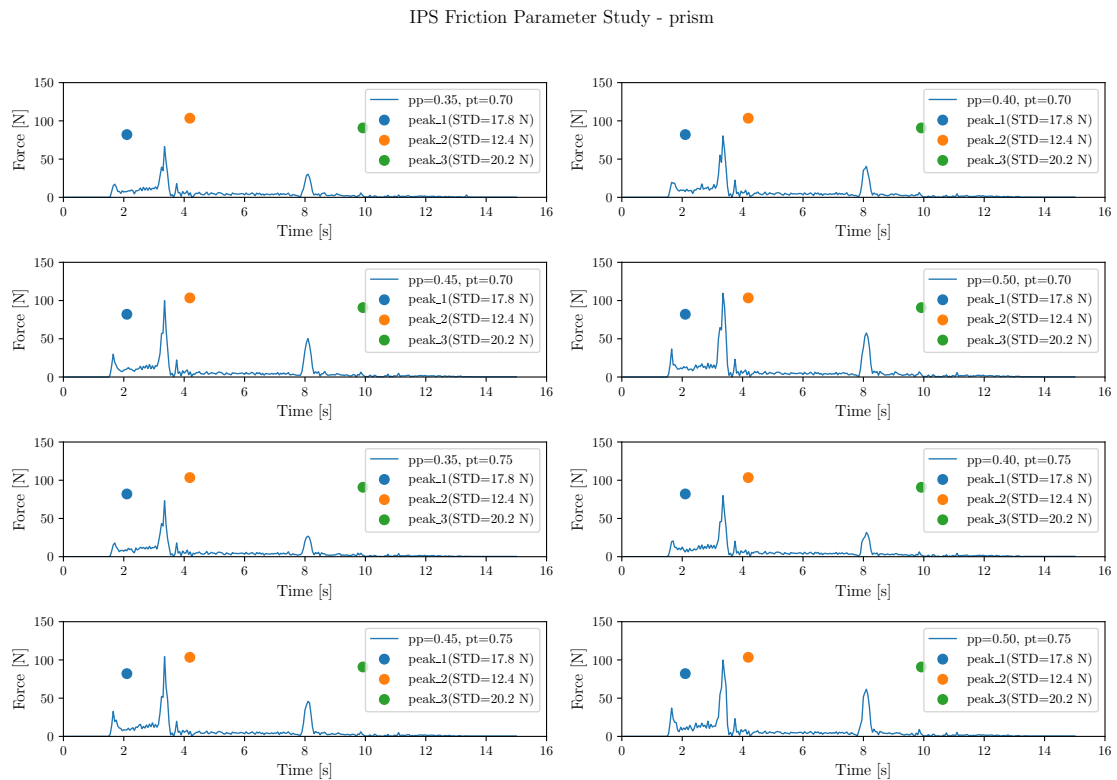 IPS Friction Parameter Study - prism
Force [N]
150
100
50
0
pp=0.35, pt=0.70
peak_1(STD=17.8 N)
peak_2(STD=12.4 N)
peak_3(STD=20.2 N)
0 2 4 6 8 10 12 14 16
Time [s]
Force [N]
150
100
50
0
pp=0.40, pt=0.70
peak_1(STD=17.8 N)
peak_2(STD=12.4 N)
peak_3(STD=20.2 N)
0 2 4 6 8 10 12 14 16
Time [s]
Force [N]
150
100
50
0
pp=0.45, pt=0.70
peak_1(STD=17.8 N)
peak_2(STD=12.4 N)
peak_3(STD=20.2 N)
0 2 4 6 8 10 12 14 16
Time [s]
Force [N]
150
100
50
0
pp=0.50, pt=0.70
peak_1(STD=17.8 N)
peak_2(STD=12.4 N)
peak_3(STD=20.2 N)
0 2 4 6 8 10 12 14 16
Time [s]
Force [N]
150
100
50
0
pp=0.35, pt=0.75
peak_1(STD=17.8 N)
peak_2(STD=12.4 N)
peak_3(STD=20.2 N)
0 2 4 6 8 10 12 14 16
Time [s]
Force [N]
150
100
50
0
pp=0.40, pt=0.75
peak_1(STD=17.8 N)
peak_2(STD=12.4 N)
peak_3(STD=20.2 N)
0 2 4 6 8 10 12 14 16
Time [s]
Force [N]
150
100
50
0
pp=0.45, pt=0.75
peak_1(STD=17.8 N)
peak_2(STD=12.4 N)
peak_3(STD=20.2 N)
0 2 4 6 8 10 12 14 16
Time [s]
Force [N]
150
100
50
0
pp=0.50, pt=0.75
peak_1(STD=17.8 N)
peak_2(STD=12.4 N)
peak_3(STD=20.2 N)
0 2 4 6 8 10 12 14 16
Time [s]